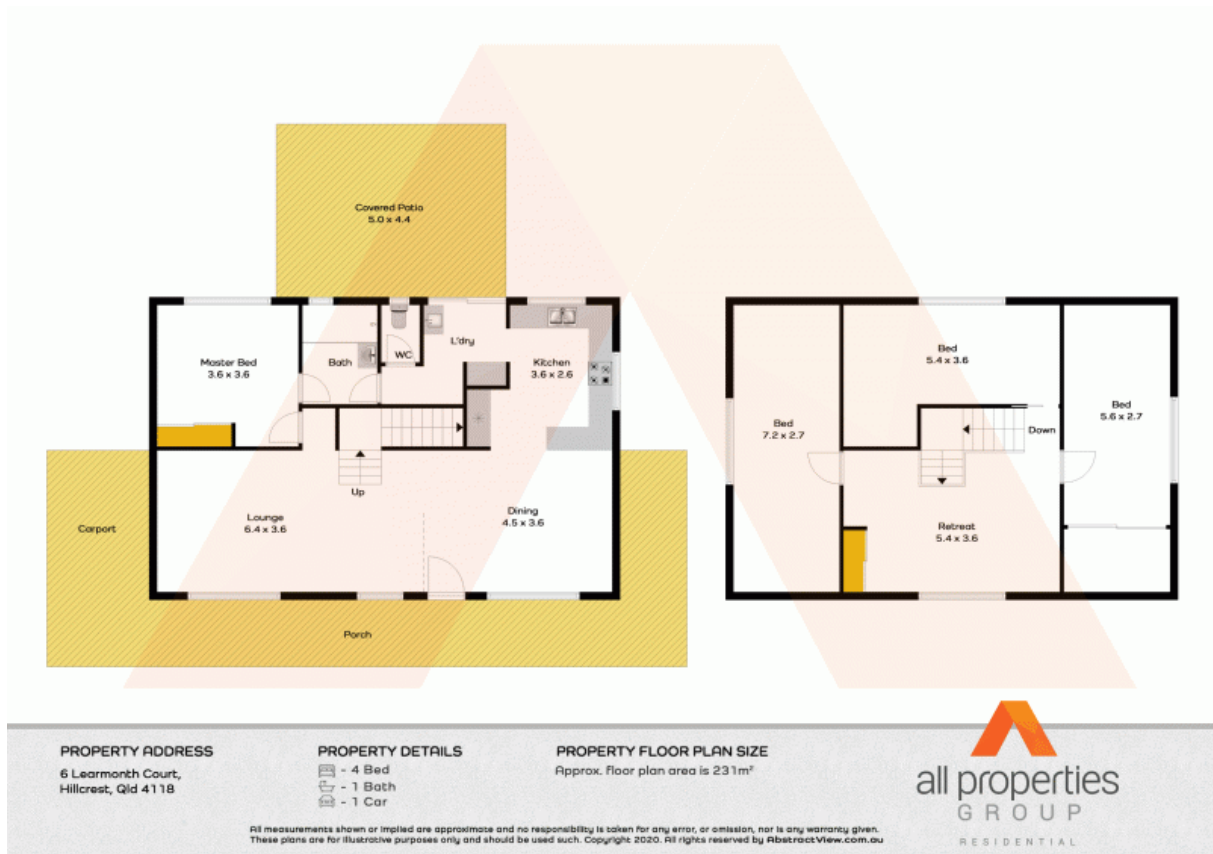 Covered Patio
5.0 x 4.4
Master Bed
3.6 x 3.6
Bath
WC
L'dry
Kitchen
3.6 x 2.6
Up
Lounge
6.4 x 3.6
Dining
4.5 x 3.6
Carport
Porch
Bed
5.4 x 3.6
Bed
7.2 x 2.7
Bed
5.6 x 2.7
Down
Retreat
5.4 x 3.6
PROPERTY ADDRESS
6 Learmonth Court,
Hillcrest, Qld 4118
PROPERTY DETAILS
- 4 Bed
- 1 Bath
- 1 Car
PROPERTY FLOOR PLAN SIZE
Approx. floor plan area is 231m²
all properties
GROUP
RESIDENTIAL
All measurements shown or implied are approximate and no responsibility is taken for any error, or omission, nor is any warranty given.
These plans are for illustrative purposes only and should be used such. Copyright 2020. All rights reserved by AbstractView.com.au